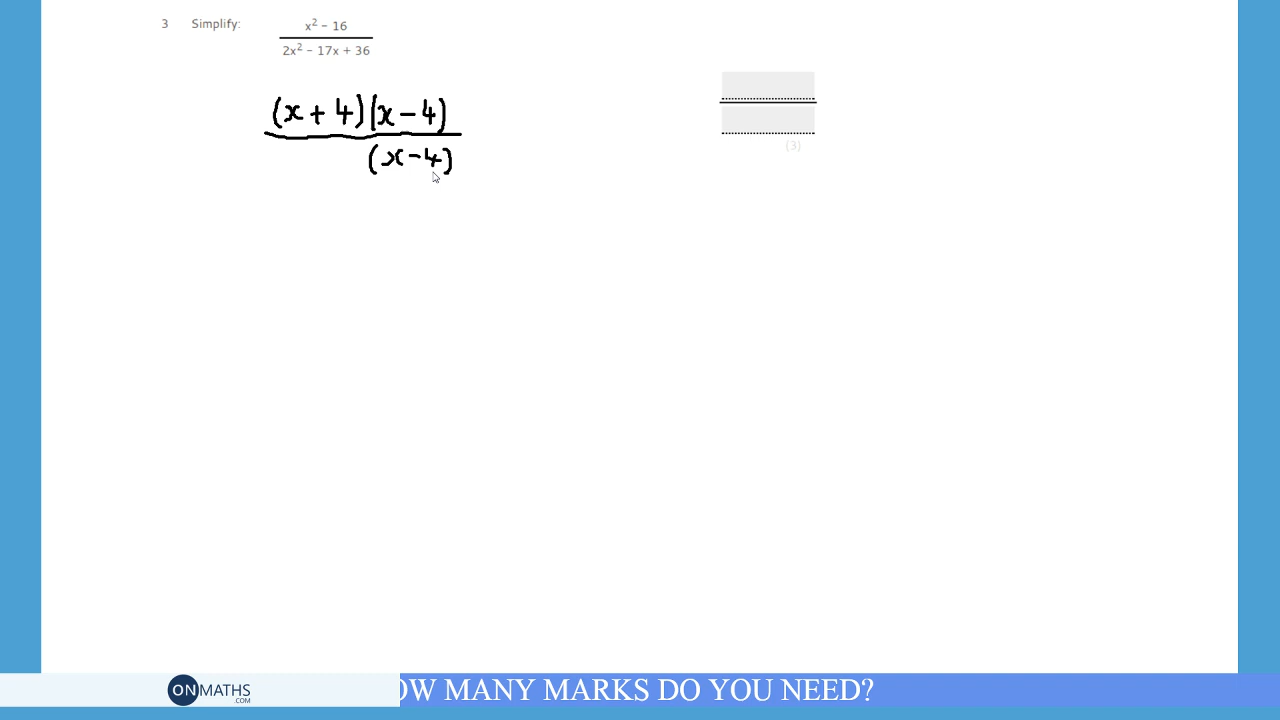 3 Simplify:
x² − 16
2x² − 17x + 36
(x + 4)(x − 4)
(x − 4)
(3)
ONMATHS
.COM
OW MANY MARKS DO YOU NEED?